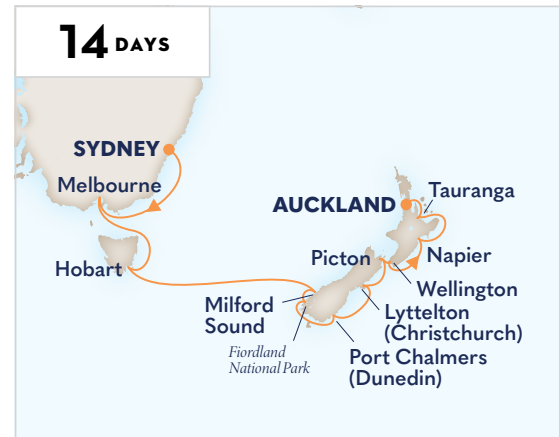 14 DAYS
SYDNEY
Melbourne
Hobart
AUCKLAND
Tauranga
Napier
Picton
Wellington
Milford
Sound
Lyttelton
(Christchurch)
Fiordland
National Park
Port Chalmers
(Dunedin)